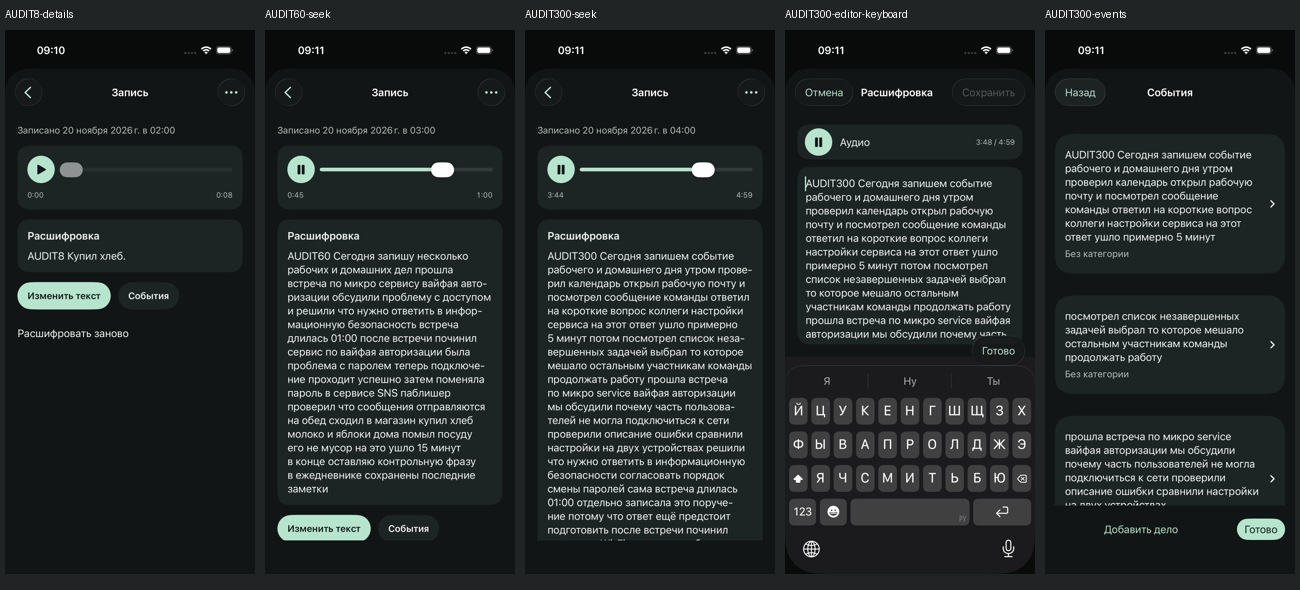 AUDIT8-details
09:10
Запись
Записано 20 ноября 2026 г. в 02:00
0:00
0:08
Расшифровка
AUDIT8 Купил хлеб.
Изменить текст
События
Расшифровать заново
AUDIT60-seek
09:11
Запись
Записано 20 ноября 2026 г. в 03:00
0:45
1:00
Расшифровка
AUDIT60 Сегодня запишу несколько
рабочих и домашних дел прошла
встреча по микро сервису вайфая авто-
ризации обсудили проблему с доступом
и решили что нужно ответить в инфор-
мационную безопасность встреча
длилась 01:00 после встречи починил
сервис по вайфая авторизации была
проблема с паролем теперь подключе-
ние проходит успешно затем поменяла
пароль в сервисе SNS паблишер
проверил что сообщения отправляются
на обед сходил в магазин купил хлеб
молоко и яблоки дома помыл посуду
его не мусор на это ушло 15 минут
в конце оставляю контрольную фразу
в ежедневнике сохранены последние
заметки
Изменить текст
События
AUDIT300-seek
09:11
Запись
Записано 20 ноября 2026 г. в 04:00
3:44
4:59
Расшифровка
AUDIT300 Сегодня запишем событие
рабочего и домашнего дня утром прове-
рил календарь открыл рабочую почту и
посмотрел сообщение команды ответил
на короткие вопрос коллеги настройки
сервиса на этот ответ ушло примерно
5 минут потом посмотрел список неза-
вершенных задачей выбрал то которое
мешало остальным участникам команды
продолжать работу прошла встреча
по микро service вайфая авторизации
мы обсудили почему часть пользова-
телей не могла подключиться к сети
проверили описание ошибки сравнили
настройки на двух устройствах решили
что нужно ответить в информационную
безопасности согласовать порядок
смены паролей сама встреча длилась
01:00 отдельно записала это поруче-
ние потому что ответ ещё предстоит
подготовить после встречи починил
AUDIT300-editor-keyboard
09:11
Отмена
Расшифровка
Сохранить
Аудио
3:48 / 4:59
AUDIT300 Сегодня запишем событие
рабочего и домашнего дня утром
проверил календарь открыл рабочую
почту и посмотрел сообщение команды
ответил на короткие вопрос коллеги
настройки сервиса на этот ответ ушло
примерно 5 минут потом посмотрел
список незавершенных задачей выбрал
то которое мешало остальным
участникам команды продолжать работу
прошла встреча по микро service вайфая
авторизации мы обсудили почему часть
Готово
Я
Ну
Ты
Й Ц У К Е Н Г Ш Щ З Х
Ф Ы В А П Р О Л Д Ж Э
Я Ч С М И Т Ь Б Ю
123
РУ
AUDIT300-events
09:11
Назад
События
AUDIT300 Сегодня запишем событие
рабочего и домашнего дня утром
проверил календарь открыл рабочую
почту и посмотрел сообщение
команды ответил на короткие вопрос
коллеги настройки сервиса на этот
ответ ушло примерно 5 минут
Без категории
посмотрел список незавершенных
задачей выбрал то которое мешало
остальным участникам команды
продолжать работу
Без категории
прошла встреча по микро service
вайфая авторизации мы обсудили
почему часть пользователей не могла
подключиться к сети проверили
описание ошибки сравнили настройки
на двух устройствах
Добавить дело
Готово